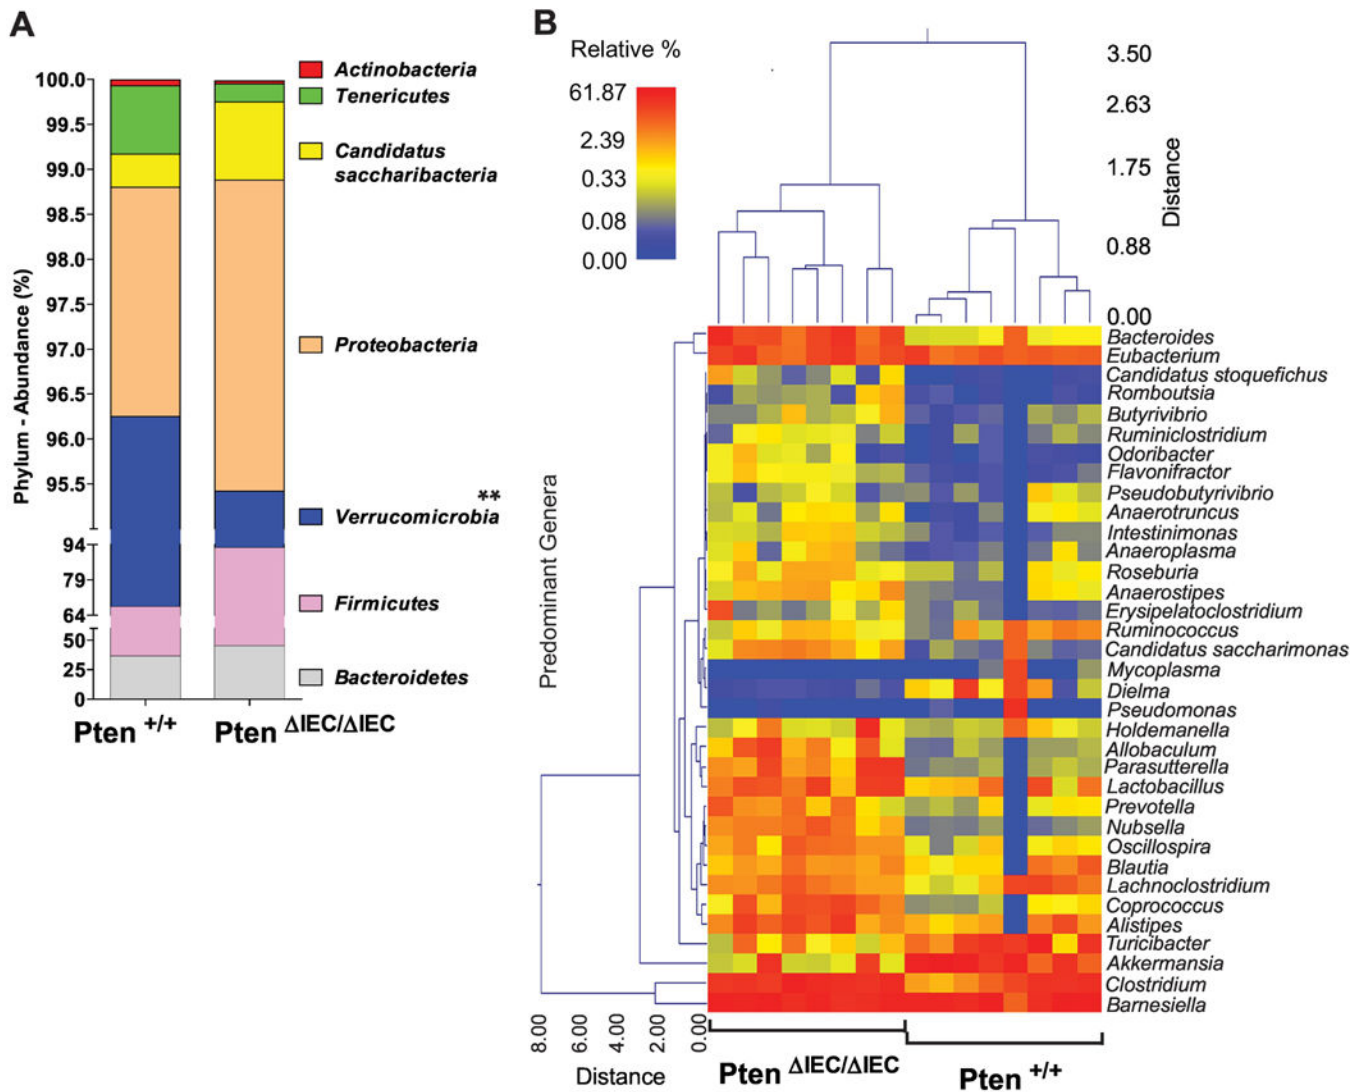 A
100.0
99.5
99.0
98.5
98.0
97.5
97.0
96.5
96.0
95.5
94
79
64
50
25
0
Phylum - Abundance (%)
Actinobacteria
Tenericutes
Candidatus
saccharibacteria
Proteobacteria
**
Verrucomicrobia
Firmicutes
Bacteroidetes
Pten +/+
Pten ΔIEC/ΔIEC
B
Relative %
61.87
2.39
0.33
0.08
0.00
3.50
2.63
1.75
0.88
0.00
Distance
Predominant Genera
Bacteroides
Eubacterium
Candidatus stoquefichus
Romboutsia
Butyrivibrio
Ruminiclostridium
Odoribacter
Flavonifractor
Pseudobutyrivibrio
Anaerotruncus
Intestinimonas
Anaeroplasma
Roseburia
Anaerostipes
Erysipelatoclostridium
Ruminococcus
Candidatus saccharimonas
Mycoplasma
Dielma
Pseudomonas
Holdemanella
Allobaculum
Parasutterella
Lactobacillus
Prevotella
Nubsella
Oscillospira
Blautia
Lachnoclostridium
Coprococcus
Alistipes
Turicibacter
Akkermansia
Clostridium
Barnesiella
8.00
6.00
4.00
2.00
0.00
Distance
Pten ΔIEC/ΔIEC
Pten +/+